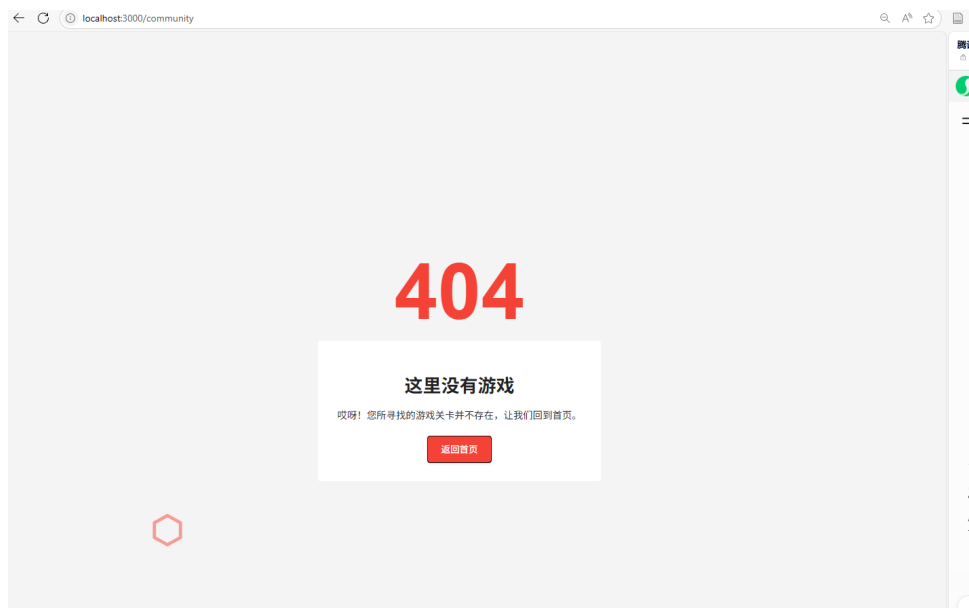 localhost:3000/community
404
这里没有游戏
哎呀！您所寻找的游戏关卡并不存在，让我们回到首页。
返回首页